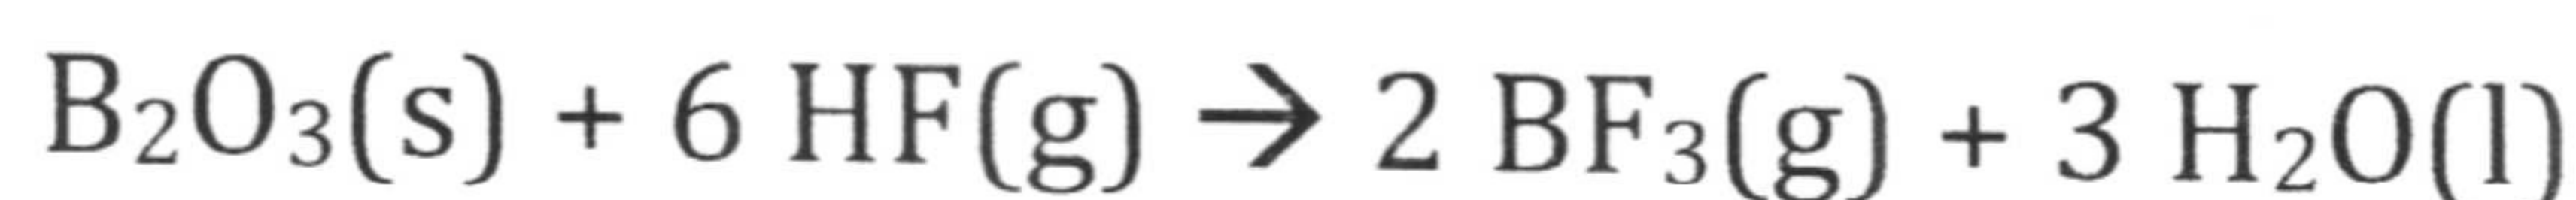 B₂O₃(s) + 6 HF(g) → 2 BF₃(g) + 3 H₂O(l)